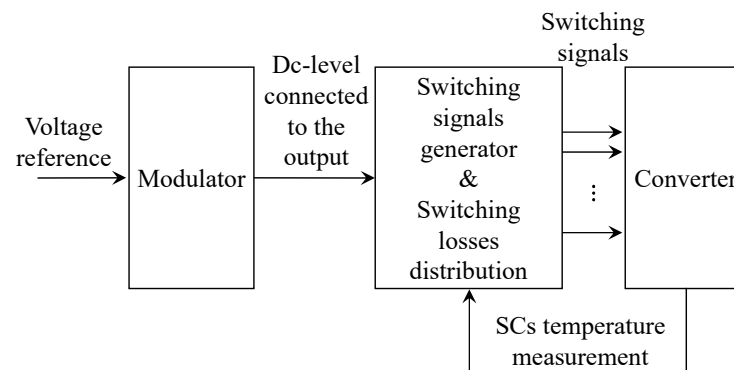 Voltage
reference
Modulator
Dc-level
connected
to the
output
Switching
signals
generator
&
Switching
losses
distribution
Switching
signals
...
Converter
SCs temperature
measurement